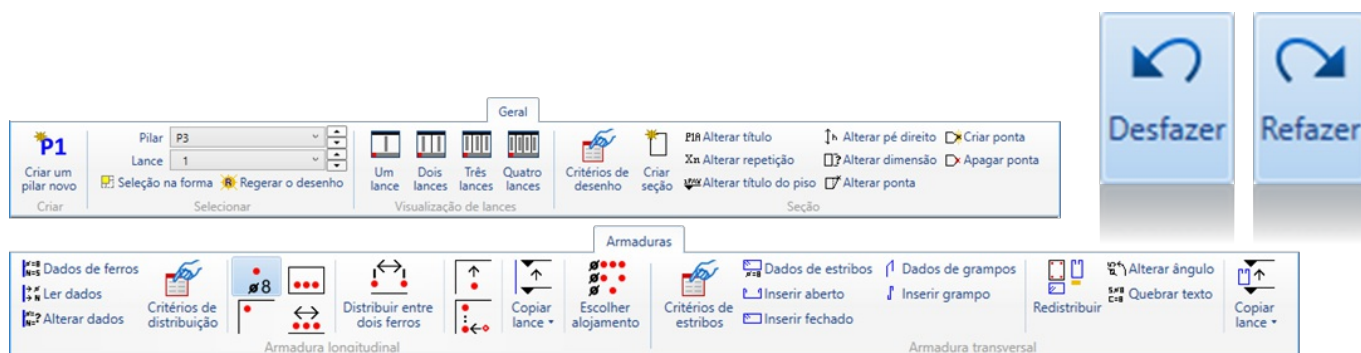 Desfazer
Refazer
Geral
P1
Criar um pilar novo
Criar
Pilar P3
Lance 1
Seleção na forma
R Regerar o desenho
Selecionar
Um lance
Dois lances
Três lances
Quatro lances
Visualização de lances
Critérios de desenho
Criar seção
Alterar título
Xn Alterar repetição
Alterar título do piso
h Alterar pé direito
? Alterar dimensão
Alterar ponta
Criar ponta
Apagar ponta
Seção
Armaduras
Dados de ferros
Ler dados
Alterar dados
Critérios de distribuição
ø8
Distribuir entre dois ferros
Copiar lance
Escolher alojamento
Armadura longitudinal
Critérios de estribos
Dados de estribos
Inserir aberto
Inserir fechado
Dados de grampos
Inserir grampo
Redistribuir
Alterar ângulo
Quebrar texto
Copiar lance
Armadura transversal